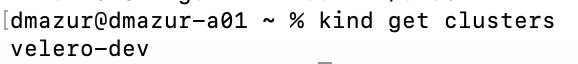 [dmazur@dmazur-a01 ~ % kind get clusters
velero-dev